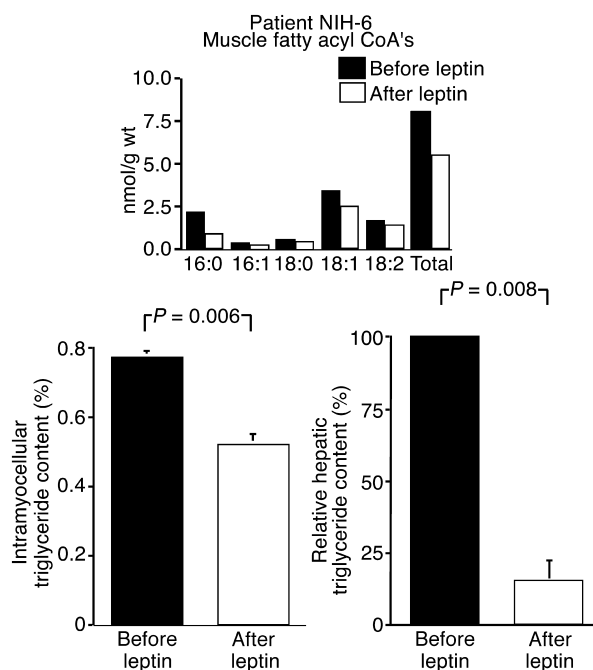 Patient NIH-6
Muscle fatty acyl CoA's
Before leptin
After leptin
nmol/g wt
10.0
7.5
5.0
2.5
0.0
16:0 16:1 18:0 18:1 18:2 Total
P = 0.006
Intramyocellular
triglyceride content (%)
0.8
0.6
0.4
0.2
0
Before
leptin
After
leptin
P = 0.008
Relative hepatic
triglyceride content (%)
100
75
50
25
0
Before
leptin
After
leptin